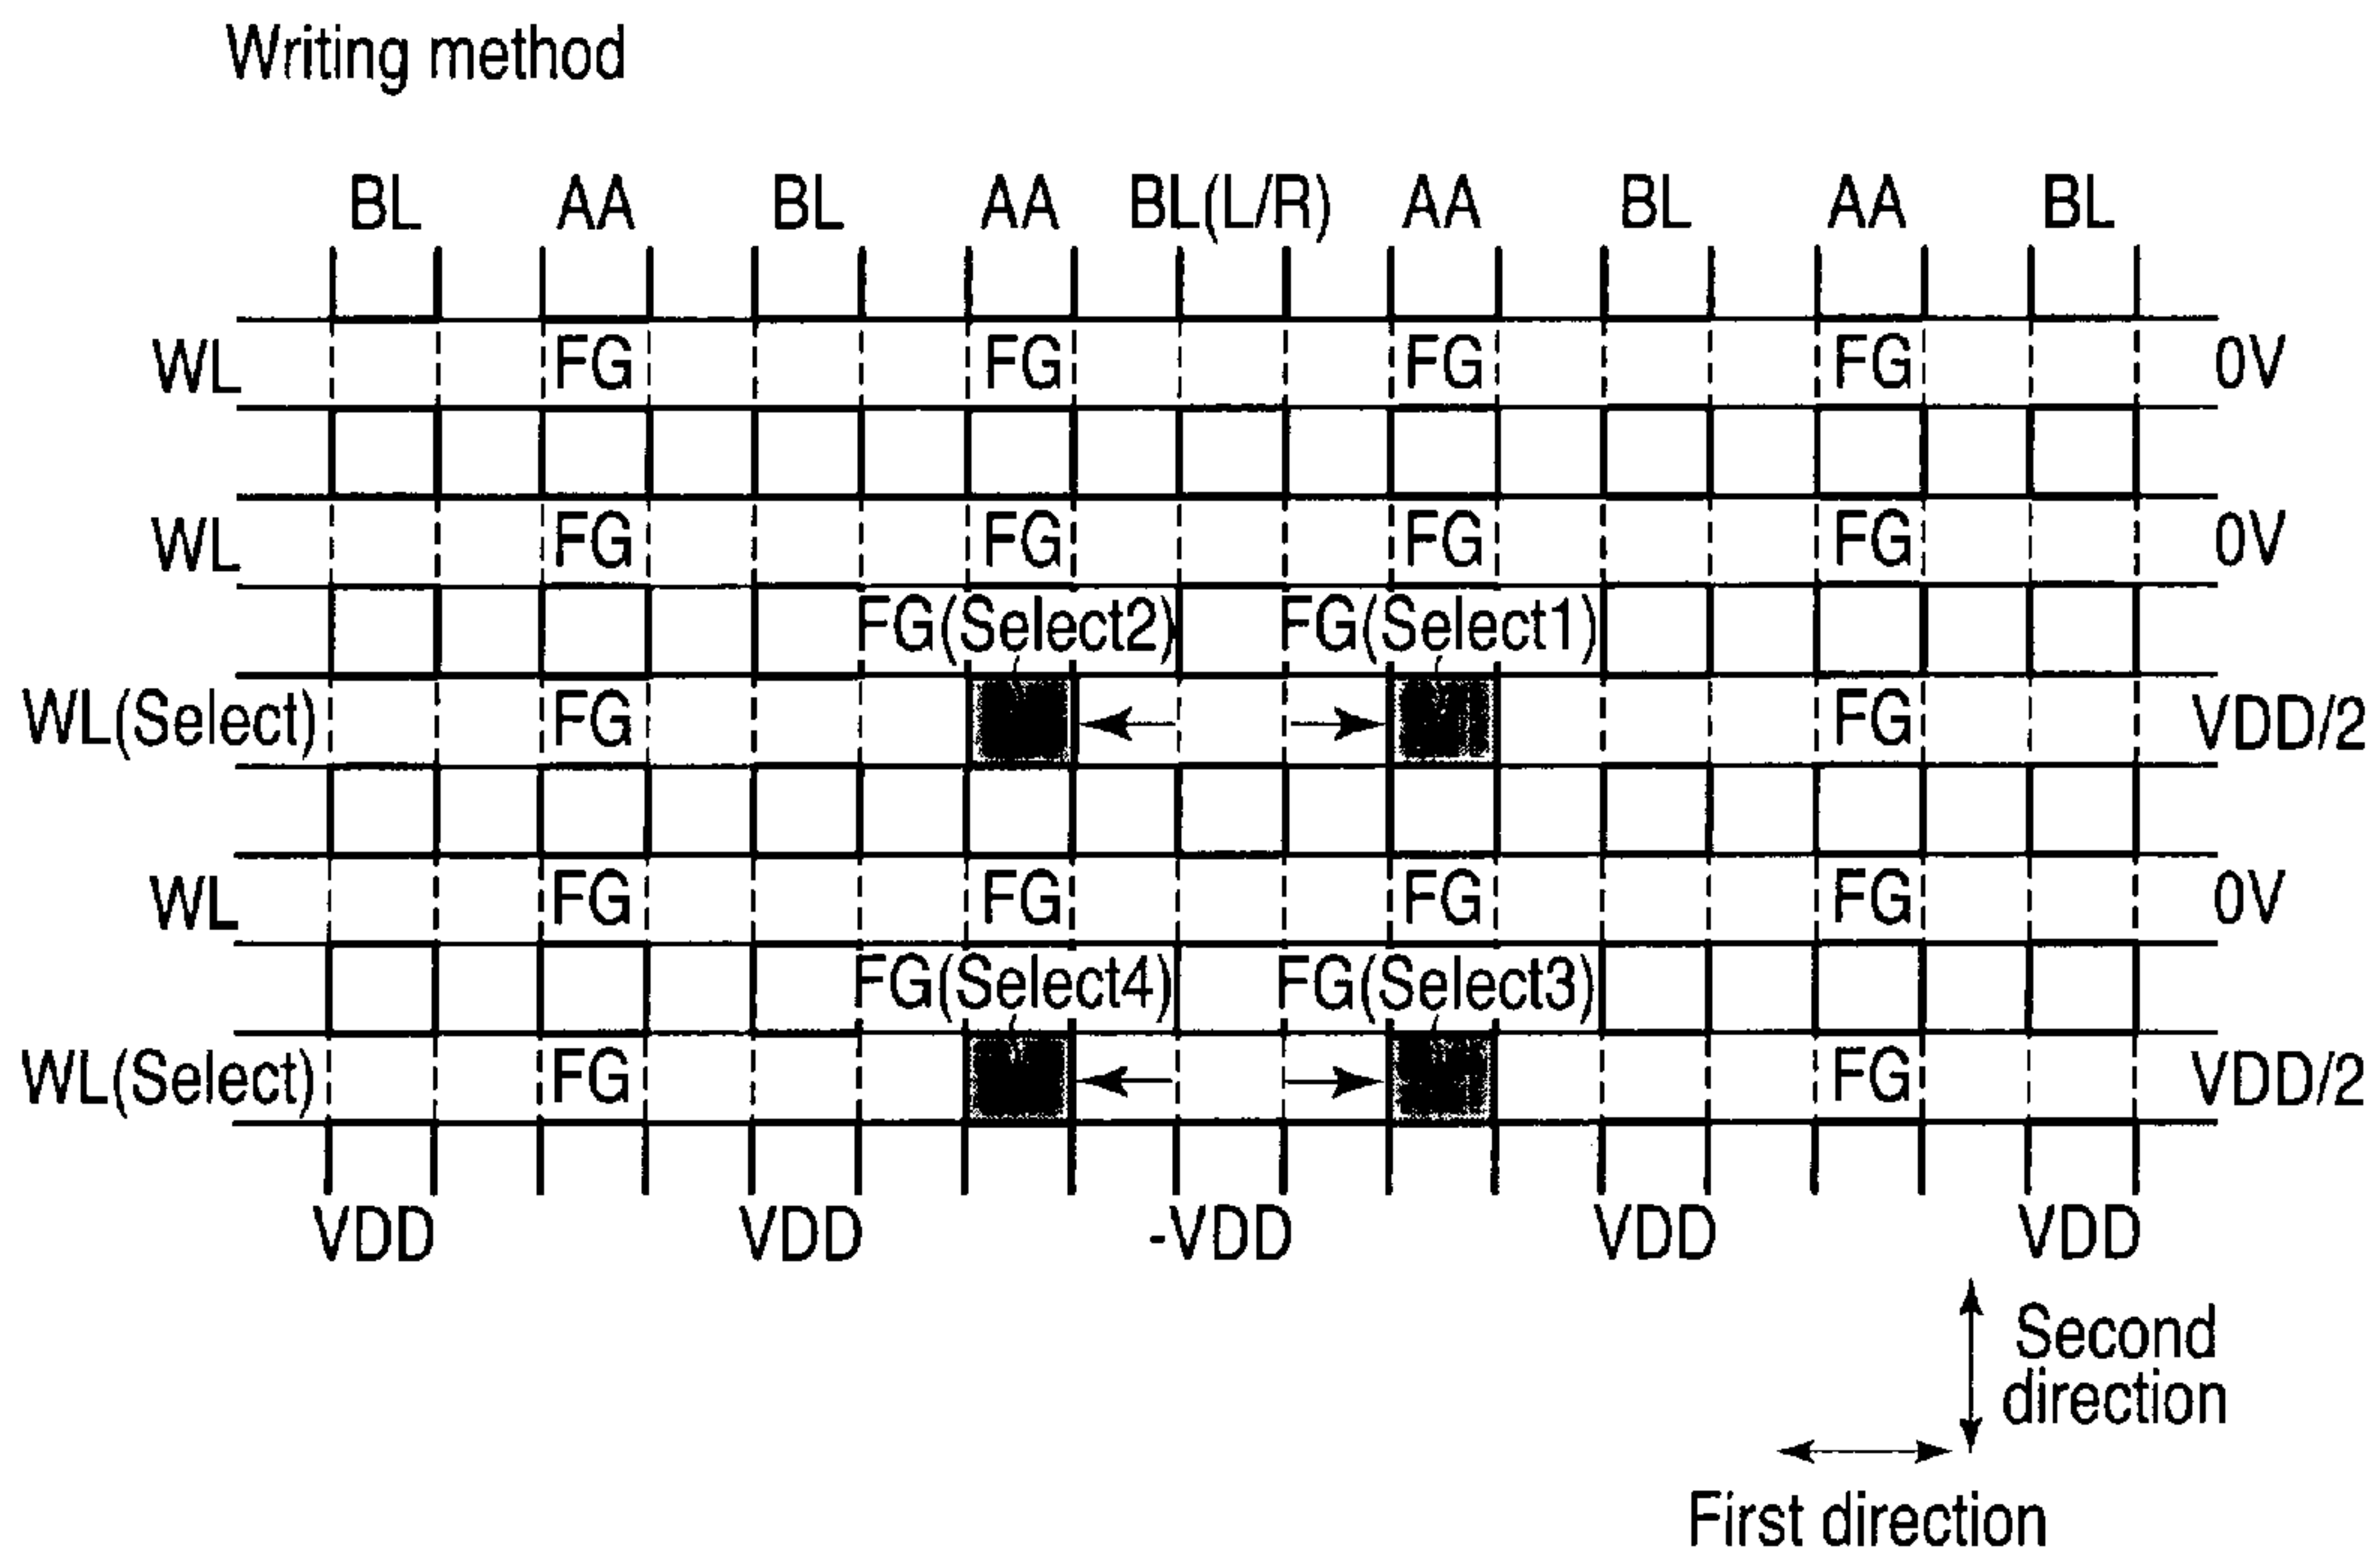 Writing method
BL AA BL AA BL(L/R) AA BL AA BL
WL FG FG FG FG 0V
WL FG FG FG FG 0V
FG(Select2) FG(Select1)
WL(Select) FG FG VDD/2
WL FG FG FG FG 0V
FG(Select4) FG(Select3)
WL(Select) FG FG VDD/2
VDD VDD -VDD VDD VDD
Second
direction
First direction